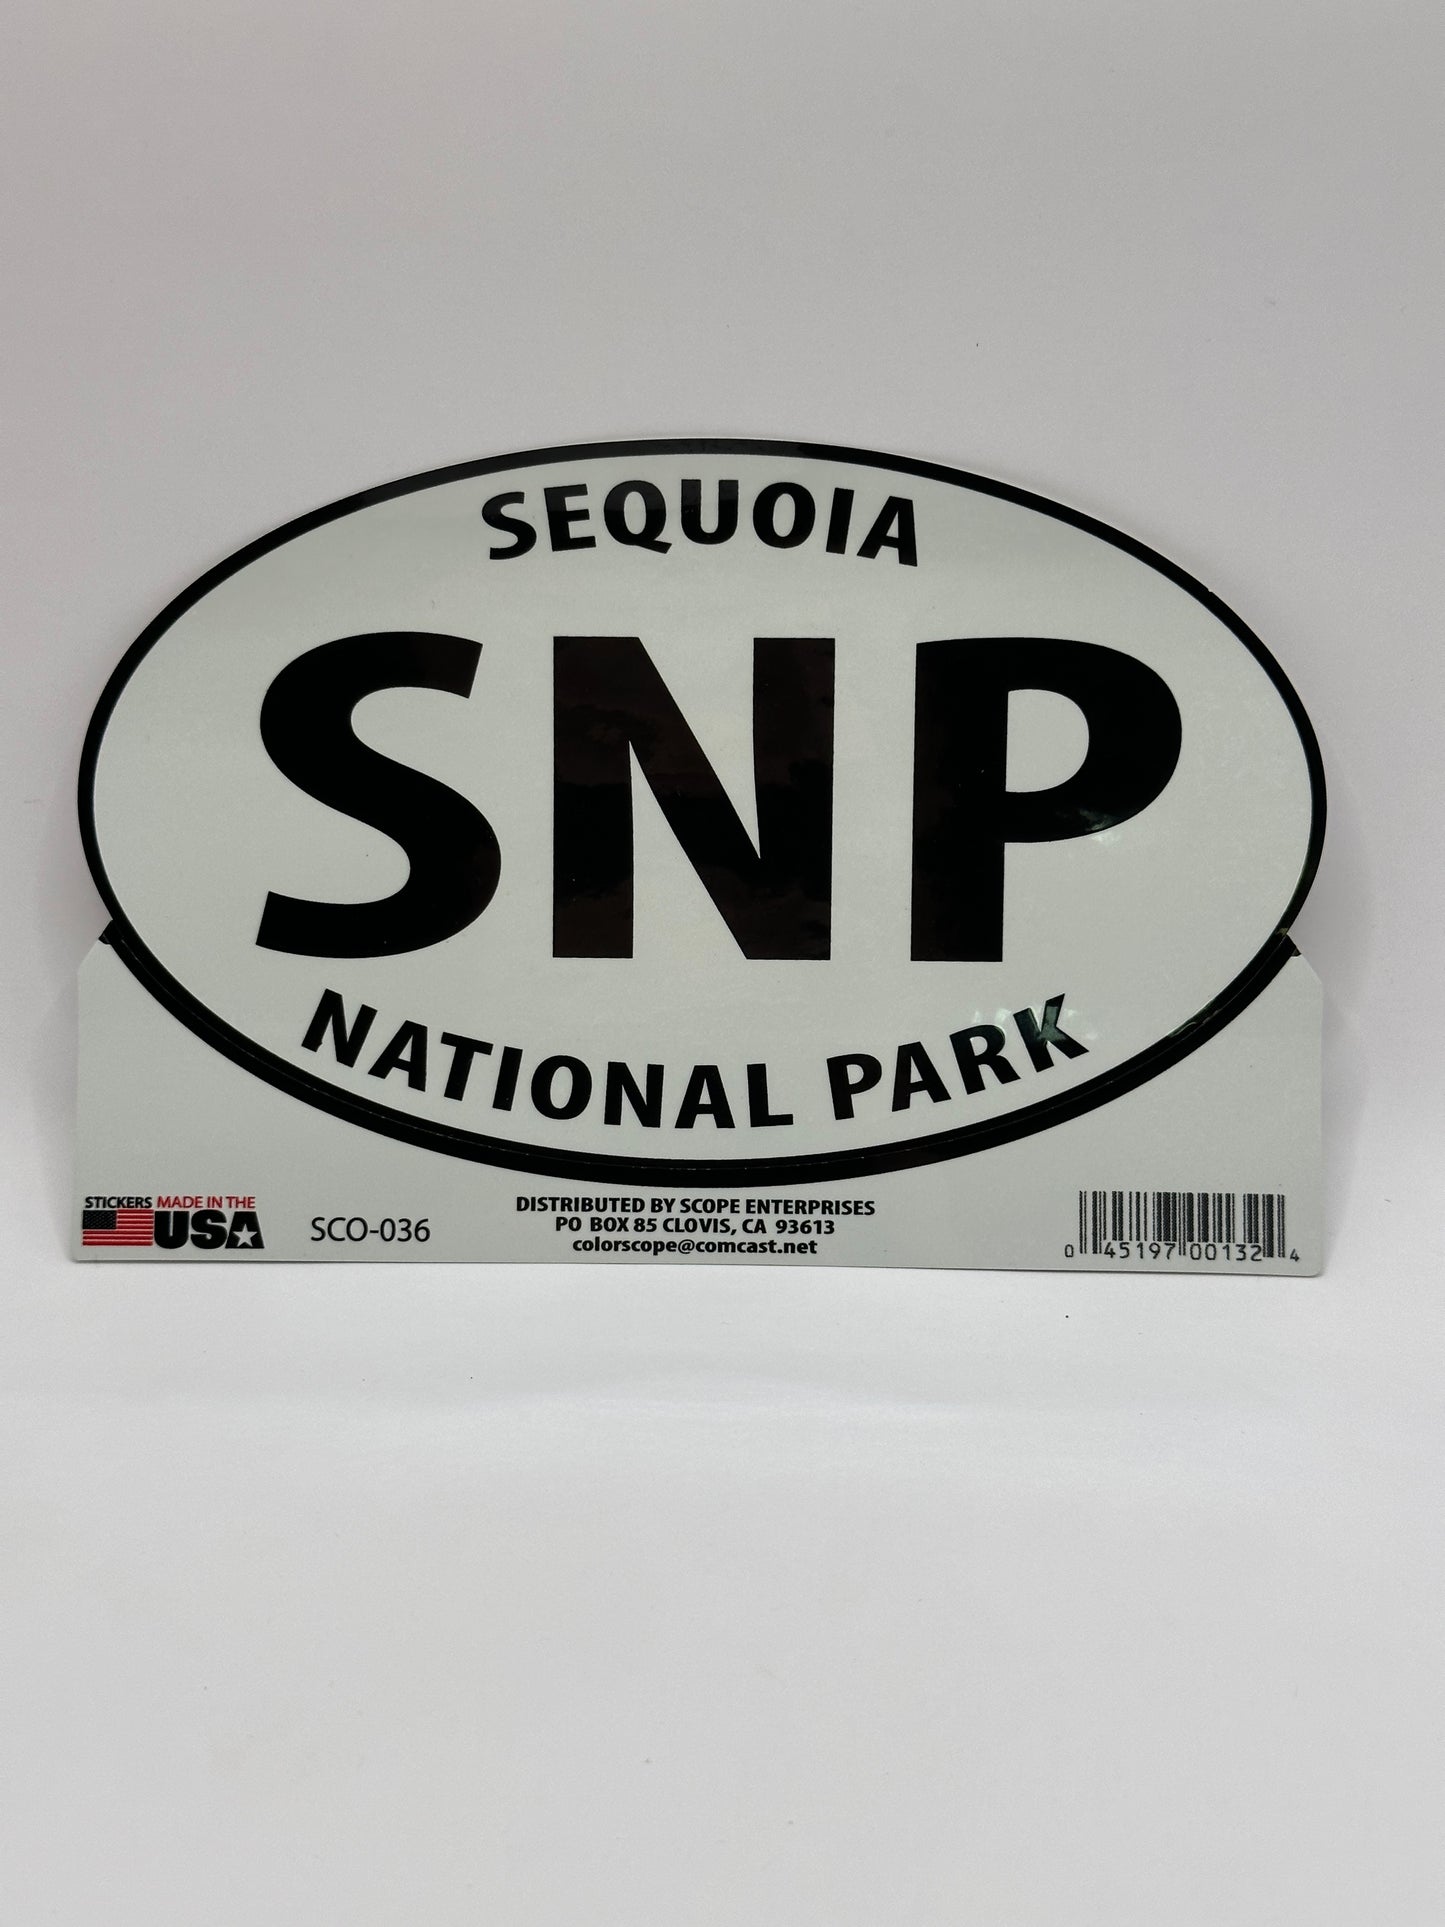 SEQUOIA
SNP
NATIONAL PARK
STICKERS MADE IN THE
USA
SCO-036
DISTRIBUTED BY SCOPE ENTERPRISES
PO BOX 85 CLOVIS, CA 93613
colorscope@comcast.net
0 45197 00132 4